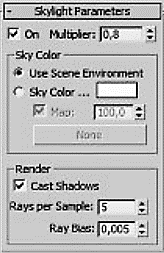 - Skylight Parameters
On Multiplier: 0,8
Sky Color
Use Scene Environment
Sky Color ...
Map: 100,0
None
Render
Cast Shadows
Rays per Sample: 5
Ray Bias: 0,005